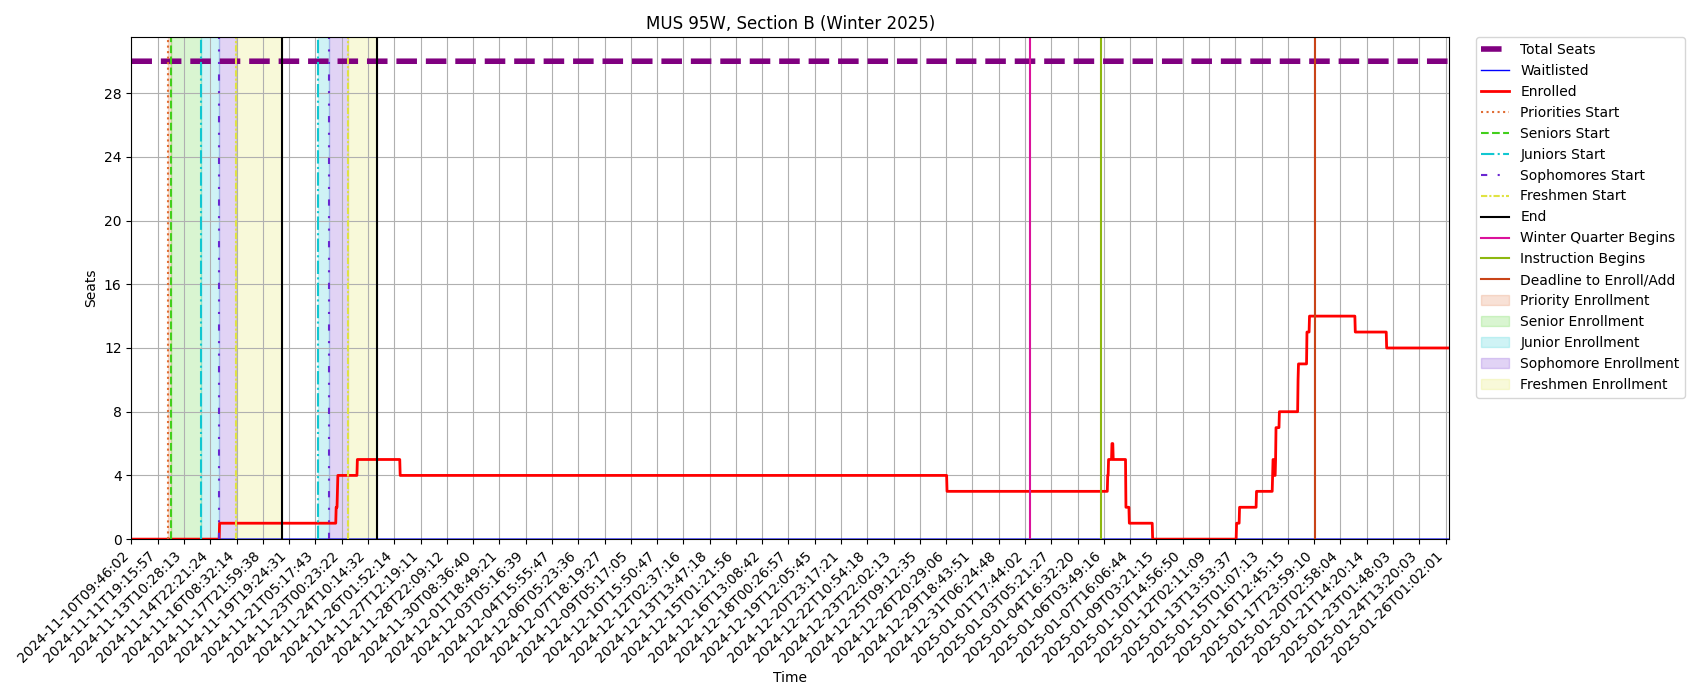 MUS 95W, Section B (Winter 2025)
Total Seats
Waitlisted
Enrolled
Priorities Start
Seniors Start
Juniors Start
Sophomores Start
Freshmen Start
End
Winter Quarter Begins
Instruction Begins
Deadline to Enroll/Add
Priority Enrollment
Senior Enrollment
Junior Enrollment
Sophomore Enrollment
Freshmen Enrollment
Seats
28
24
20
16
12
8
4
0
2024-11-10T09:46:02
2024-11-11T19:15:57
2024-11-13T10:28:13
2024-11-14T22:21:24
2024-11-16T08:32:14
2024-11-17T21:59:38
2024-11-19T19:24:31
2024-11-21T05:17:43
2024-11-23T00:23:22
2024-11-24T10:14:32
2024-11-26T01:52:14
2024-11-27T12:19:11
2024-11-28T22:09:12
2024-11-30T08:36:40
2024-12-01T18:49:21
2024-12-03T05:16:39
2024-12-04T15:55:47
2024-12-06T05:23:36
2024-12-07T18:19:27
2024-12-09T05:17:05
2024-12-10T15:50:47
2024-12-12T02:37:16
2024-12-13T13:47:18
2024-12-15T01:21:56
2024-12-16T13:08:42
2024-12-18T00:26:57
2024-12-19T12:05:45
2024-12-20T23:17:21
2024-12-22T10:54:18
2024-12-23T22:02:13
2024-12-25T09:12:35
2024-12-26T20:29:06
2024-12-29T18:43:51
2024-12-31T06:24:48
2025-01-01T17:44:02
2025-01-03T05:21:27
2025-01-04T16:32:20
2025-01-06T03:49:16
2025-01-07T16:06:44
2025-01-09T03:21:15
2025-01-10T14:56:50
2025-01-12T02:11:09
2025-01-13T13:53:37
2025-01-15T01:07:13
2025-01-16T12:45:15
2025-01-17T23:59:10
2025-01-20T02:58:04
2025-01-21T14:20:14
2025-01-23T01:48:03
2025-01-24T13:20:03
2025-01-26T01:02:01
Time